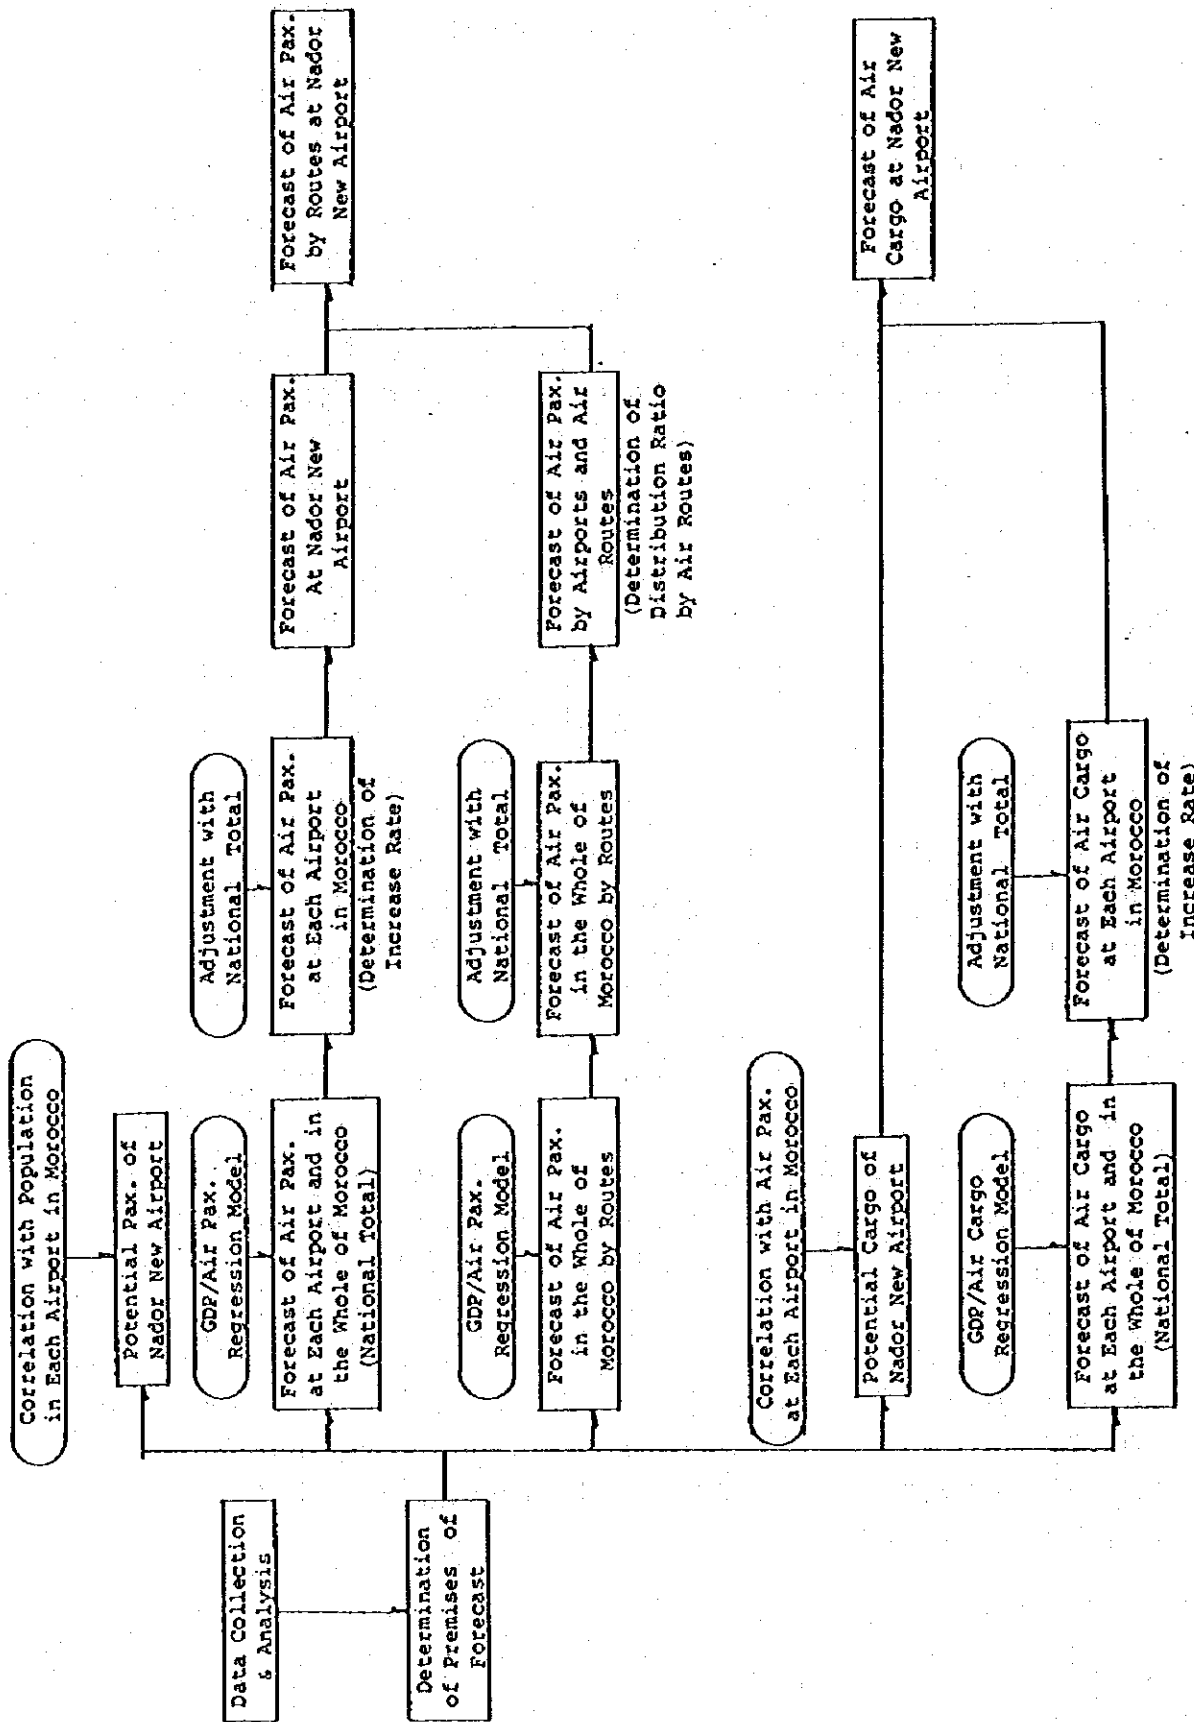 Data Collection
& Analysis
Determination
of Premises of
Forecast
Correlation with Population
in Each Airport in Morocco
Potential Pax. of
Nador New Airport
GDP/Air Pax.
Regression Model
Forecast of Air Pax.
at Each Airport and in
the Whole of Morocco
(National Total)
Adjustment with
National Total
Forecast of Air Pax.
at Each Airport
in Morocco
(Determination of
Increase Rate)
Forecast of Air Pax.
At Nador New
Airport
Forecast of Air Pax.
by Routes at Nador
New Airport
GDP/Air Pax.
Regression Model
Forecast of Air Pax.
in the Whole of
Morocco by Routes
Adjustment with
National Total
Forecast of Air Pax.
in the Whole of
Morocco by Routes
Forecast of Air Pax.
by Airports and Air
Routes
(Determination of
Distribution Ratio
by Air Routes)
Correlation with Air Pax.
at Each Airport in Morocco
Potential Cargo of
Nador New Airport
Forecast of Air
Cargo at Nador New
Airport
GDP/Air Cargo
Regression Model
Forecast of Air Cargo
at Each Airport and in
the Whole of Morocco
(National Total)
Adjustment with
National Total
Forecast of Air Cargo
at Each Airport
in Morocco
(Determination of
Increase Rate)